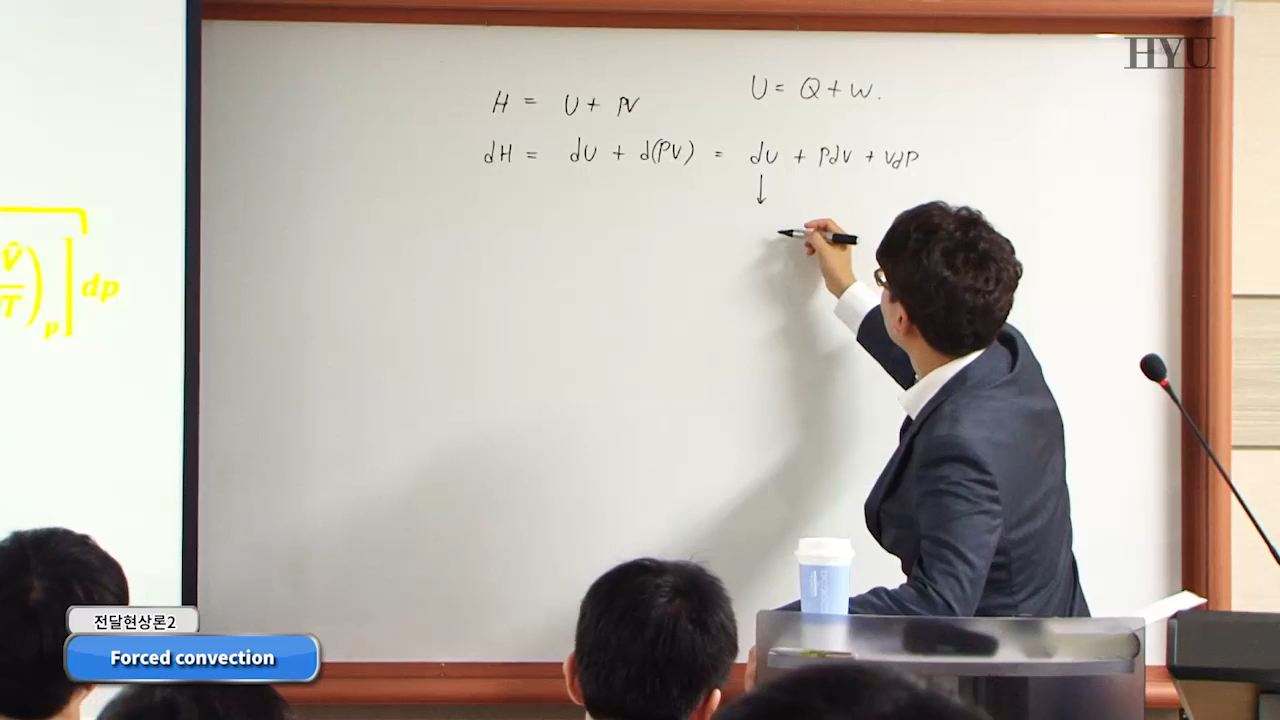 HYU
U = Q + W.
H = U + PV
dH = dU + d(PV) = dU + PdV + VdP
↓
V̂
T )p ] dp
전달현상론2
Forced convection